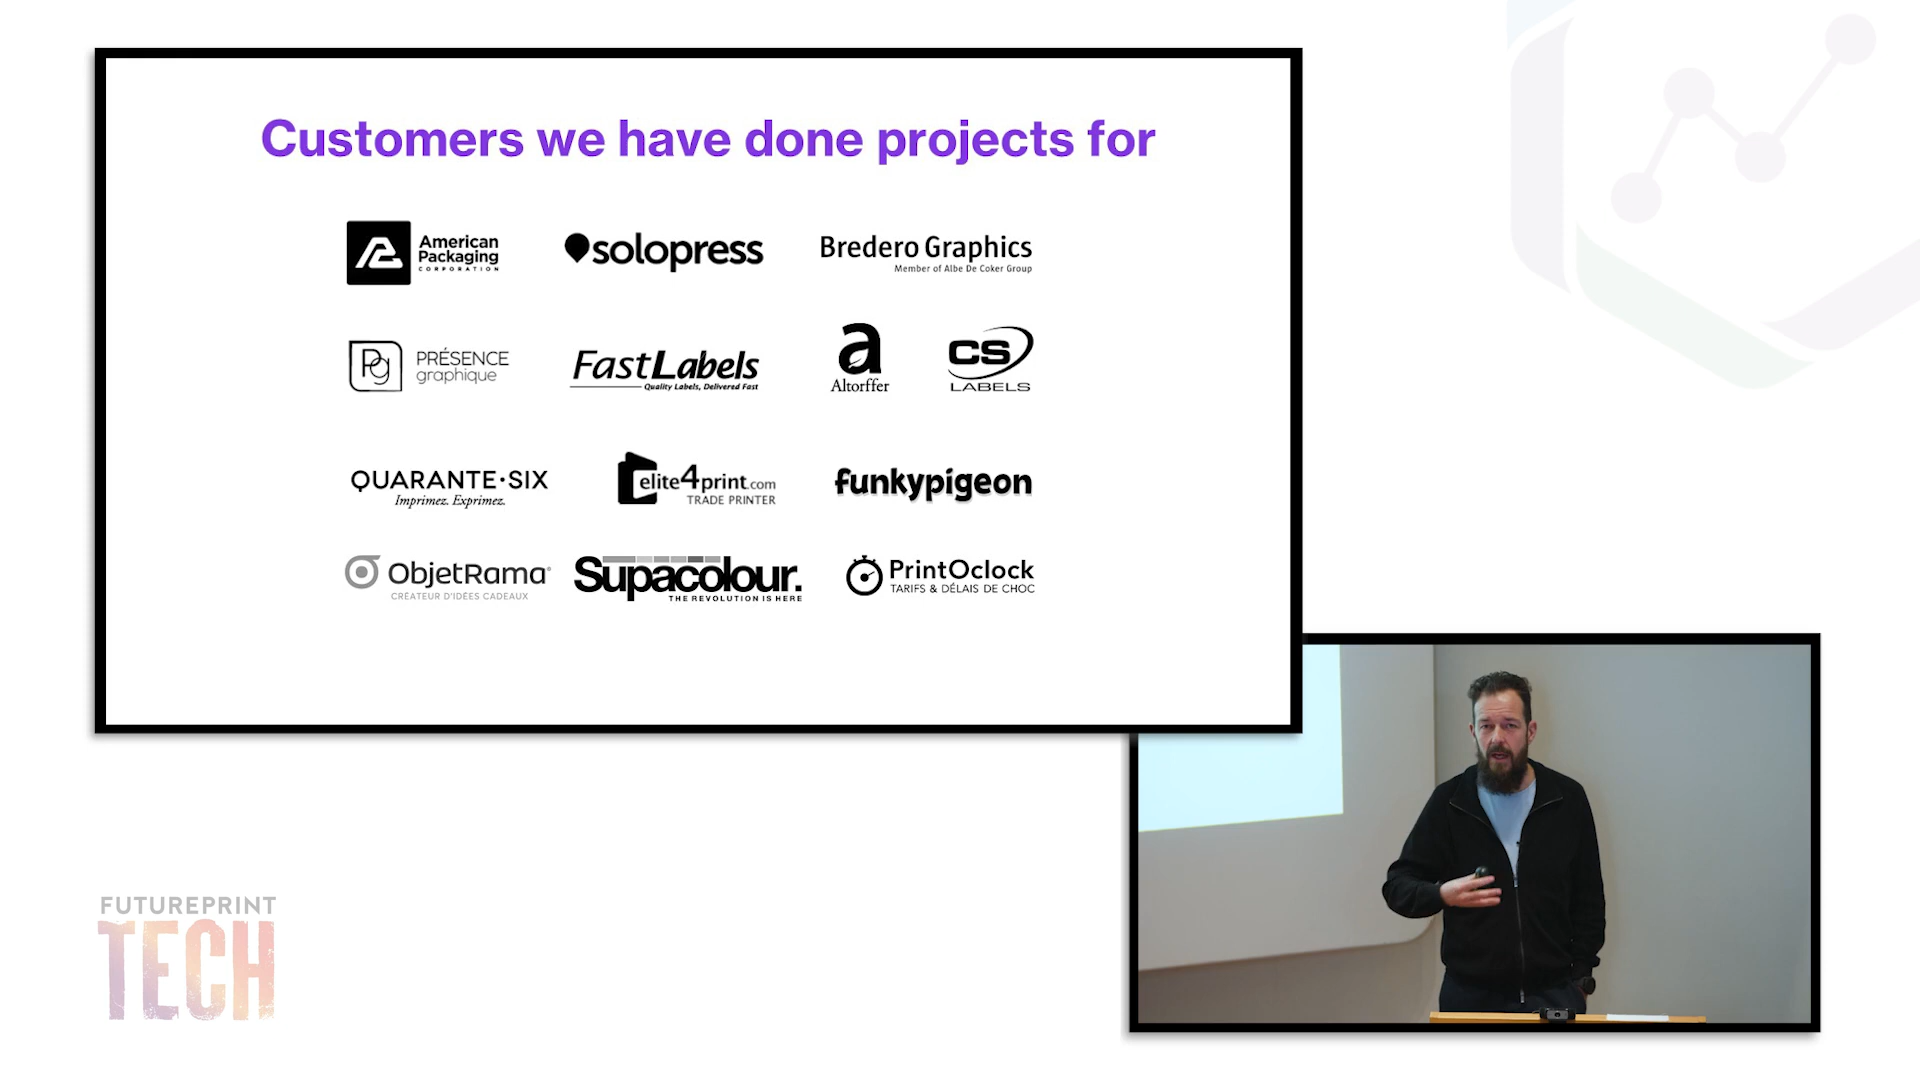 Customers we have done projects for
American
Packaging
CORPORATION
solopress
Bredero Graphics
Member of Albe De Coker Group
Pg
PRÉSENCE
graphique
FastLabels
Quality Labels, Delivered Fast
a
Altorffer
CS
LABELS
QUARANTE·SIX
Imprimez. Exprimez.
elite4print.com
TRADE PRINTER
funkypigeon
ObjetRama®
CRÉATEUR D'IDÉES CADEAUX
Supacolour.
THE REVOLUTION IS HERE
PrintOclock
TARIFS & DÉLAIS DE CHOC
FUTUREPRINT
TECH